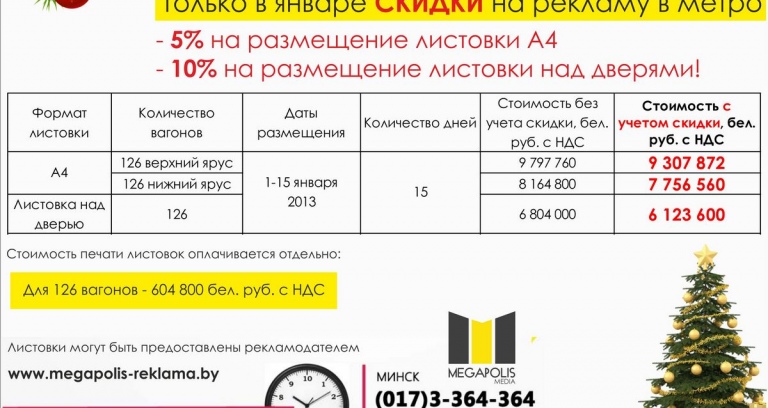 только в январе СКИДКИ на рекламу в метро
- 5% на размещение листовки А4
- 10% на размещение листовки над дверями!
Формат листовки
Количество вагонов
Даты размещения
Количество дней
Стоимость без учета скидки, бел. руб. с НДС
Стоимость с учетом скидки, бел. руб. с НДС
А4
126 верхний ярус
1-15 января 2013
15
9 797 760
9 307 872
126 нижний ярус
8 164 800
7 756 560
Листовка над дверью
126
6 804 000
6 123 600
Стоимость печати листовок оплачивается отдельно:
Для 126 вагонов - 604 800 бел. руб. с НДС
Листовки могут быть предоставлены рекламодателем
www.megapolis-reklama.by
MEGAPOLIS
MEDIA
МИНСК
(017)3-364-364